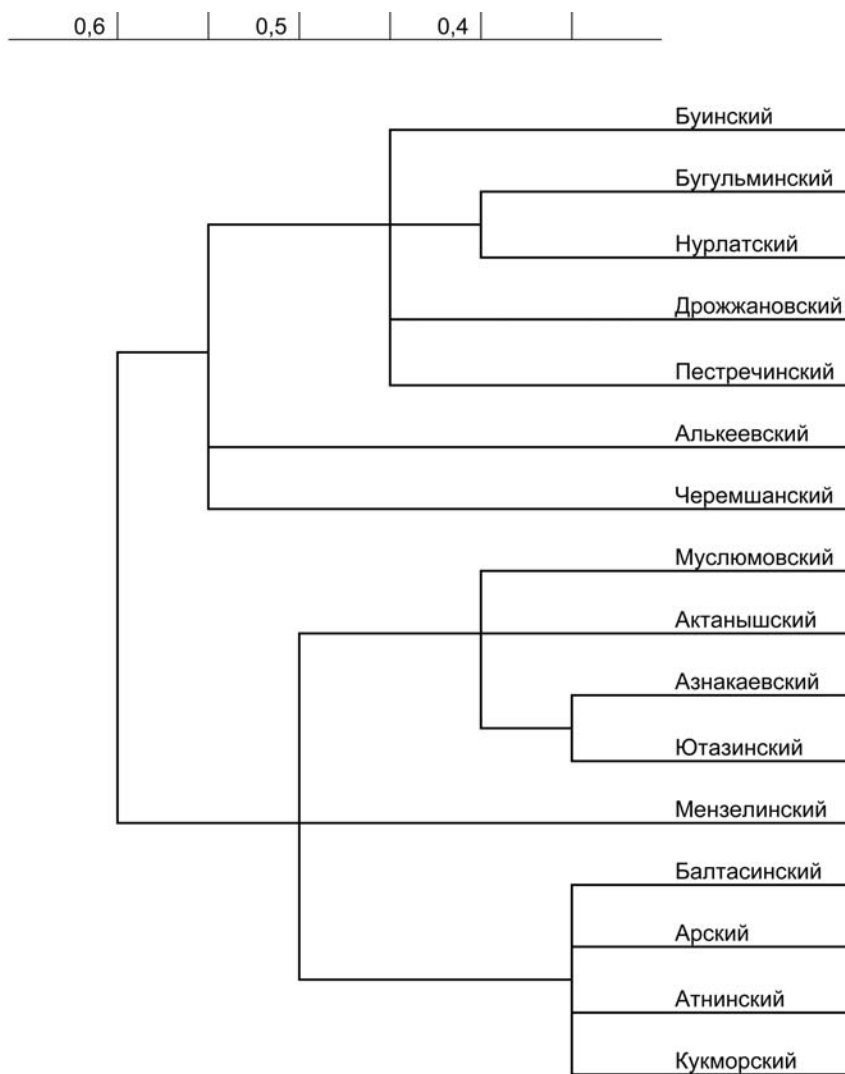 0,6 0,5 0,4
Буинский
Бугульминский
Нурлатский
Дрожжановский
Пестречинский
Алькеевский
Черемшанский
Муслюмовский
Актанышский
Азнакаевский
Ютазинский
Мензелинский
Балтасинский
Арский
Атнинский
Кукморский